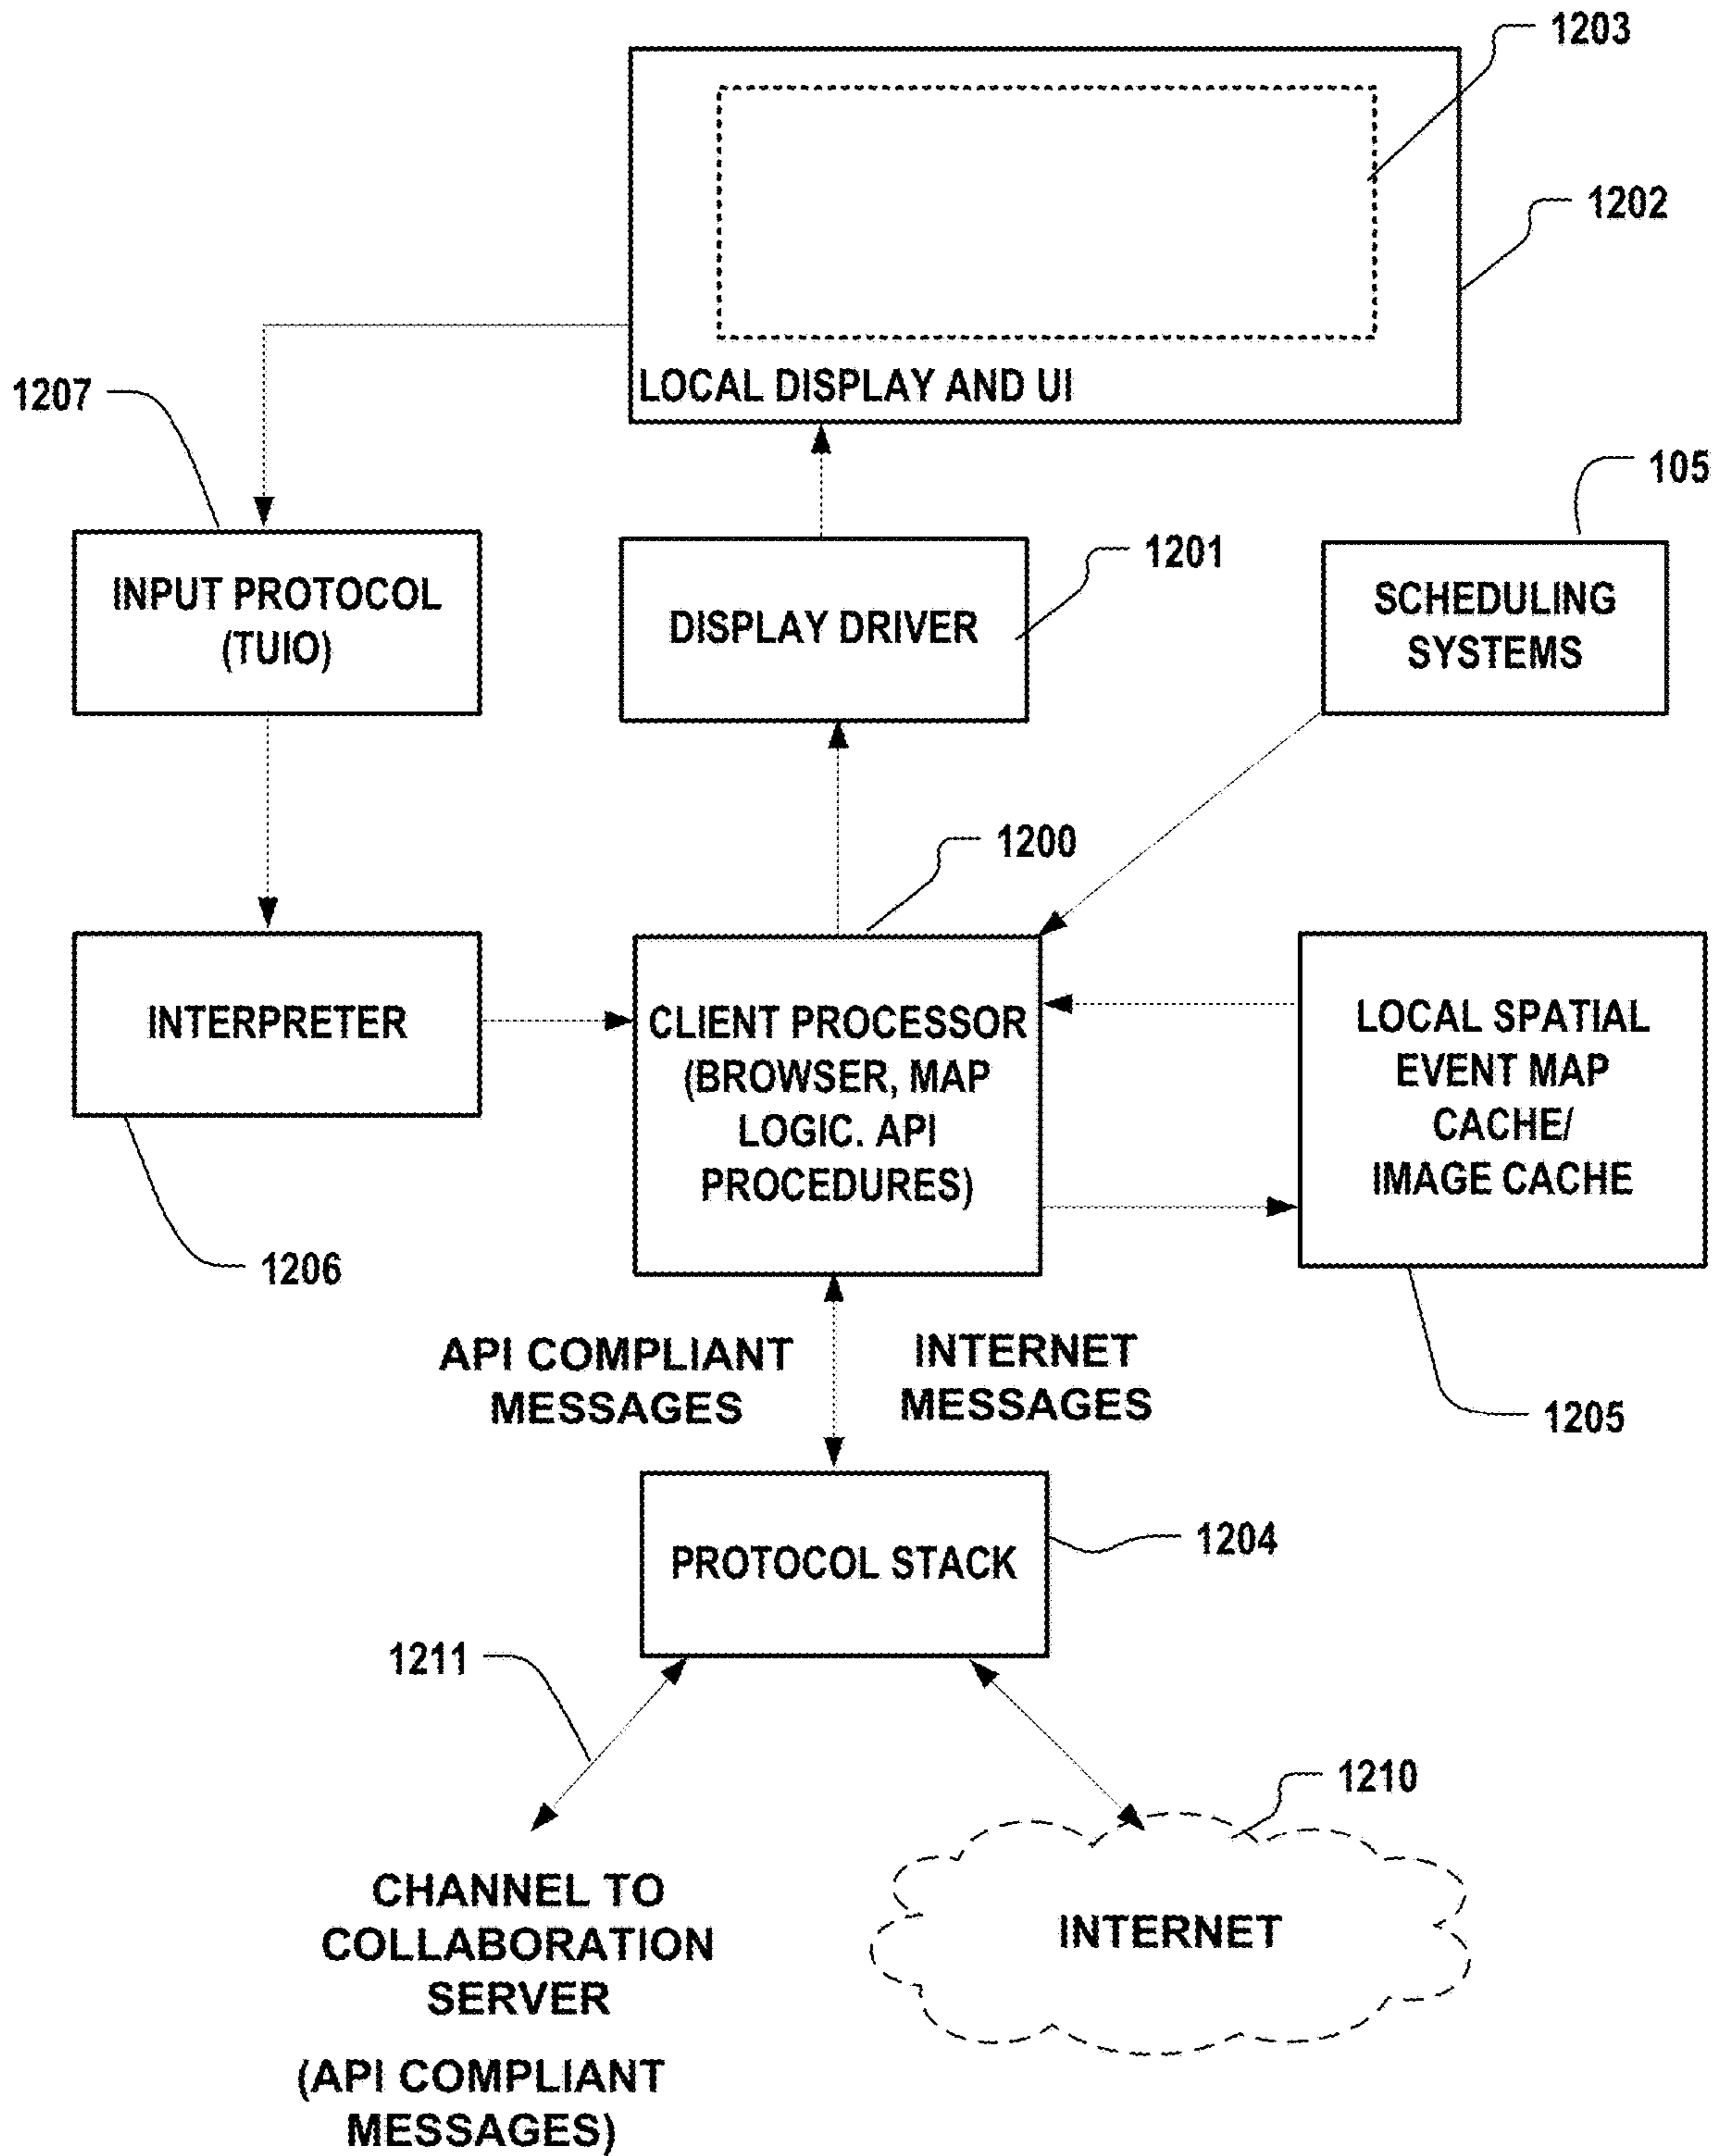 1203
1202
LOCAL DISPLAY AND UI
1207
105
1201
INPUT PROTOCOL
(TUIO)
DISPLAY DRIVER
SCHEDULING
SYSTEMS
1200
INTERPRETER
CLIENT PROCESSOR
(BROWSER, MAP
LOGIC. API
PROCEDURES)
LOCAL SPATIAL
EVENT MAP
CACHE/
IMAGE CACHE
1206
API COMPLIANT
MESSAGES
INTERNET
MESSAGES
1205
PROTOCOL STACK
1204
1211
1210
CHANNEL TO
COLLABORATION
SERVER
(API COMPLIANT
MESSAGES)
INTERNET